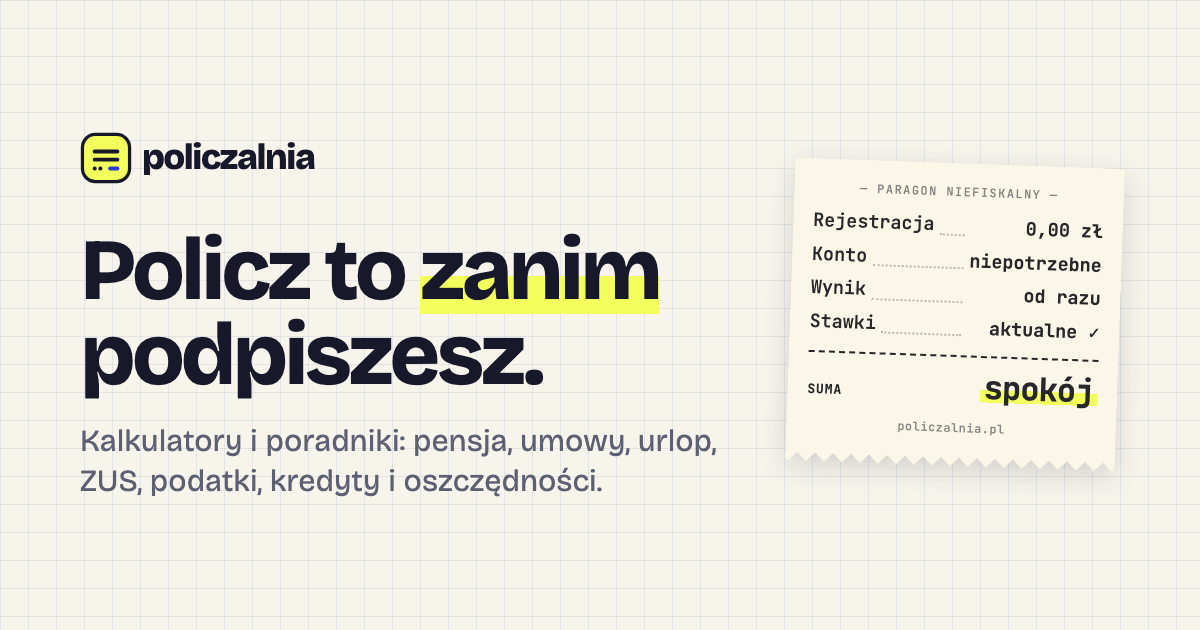 policzalnia
Policz to zanim
podpiszesz.
Kalkulatory i poradniki: pensja, umowy, urlop,
ZUS, podatki, kredyty i oszczędności.
— PARAGON NIEFISKALNY —
Rejestracja 0,00 zł
Konto niepotrzebne
Wynik od razu
Stawki aktualne ✓
SUMA spokój
policzalnia.pl